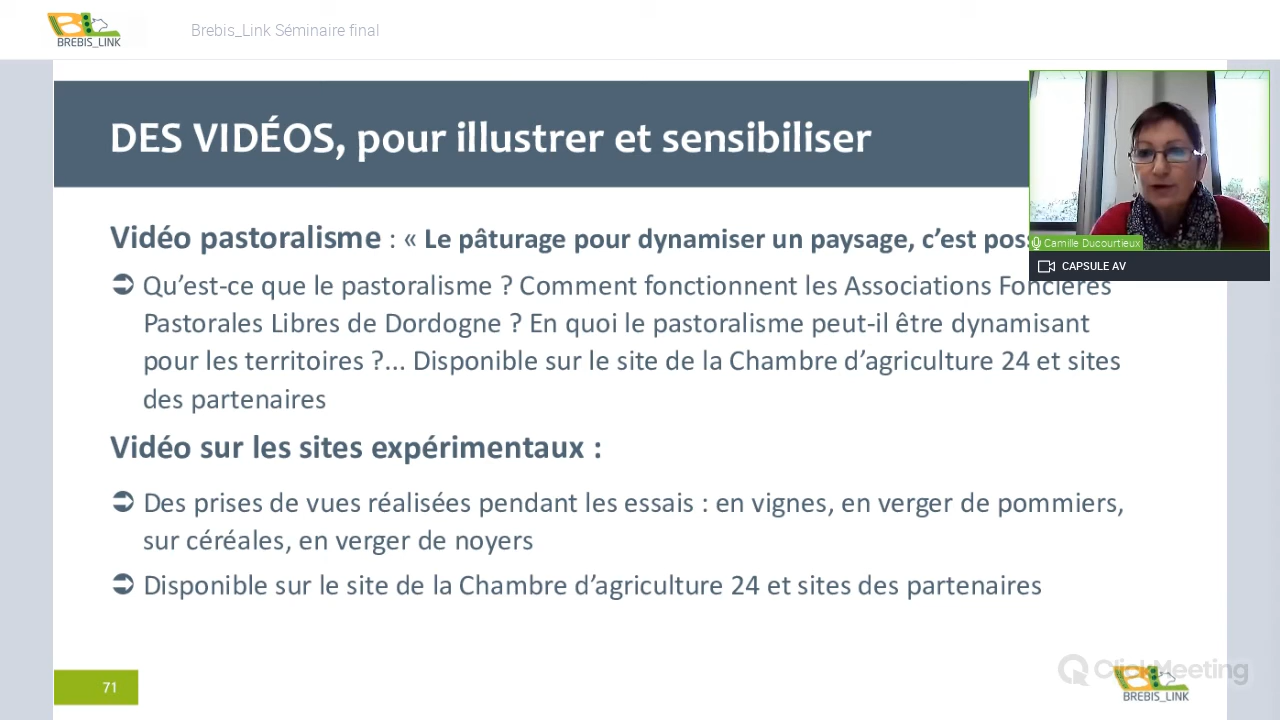 BREBIS_LINK
Brebis_Link Séminaire final
DES VIDÉOS, pour illustrer et sensibiliser
Camille Ducourtieux
CAPSULE AV
Vidéo pastoralisme : « Le pâturage pour dynamiser un paysage, c’est pos
Qu’est-ce que le pastoralisme ? Comment fonctionnent les Associations Foncières
Pastorales Libres de Dordogne ? En quoi le pastoralisme peut-il être dynamisant
pour les territoires ?... Disponible sur le site de la Chambre d’agriculture 24 et sites
des partenaires
Vidéo sur les sites expérimentaux :
Des prises de vues réalisées pendant les essais : en vignes, en verger de pommiers,
sur céréales, en verger de noyers
Disponible sur le site de la Chambre d’agriculture 24 et sites des partenaires
71
ClickMeeting
BREBIS_LINK